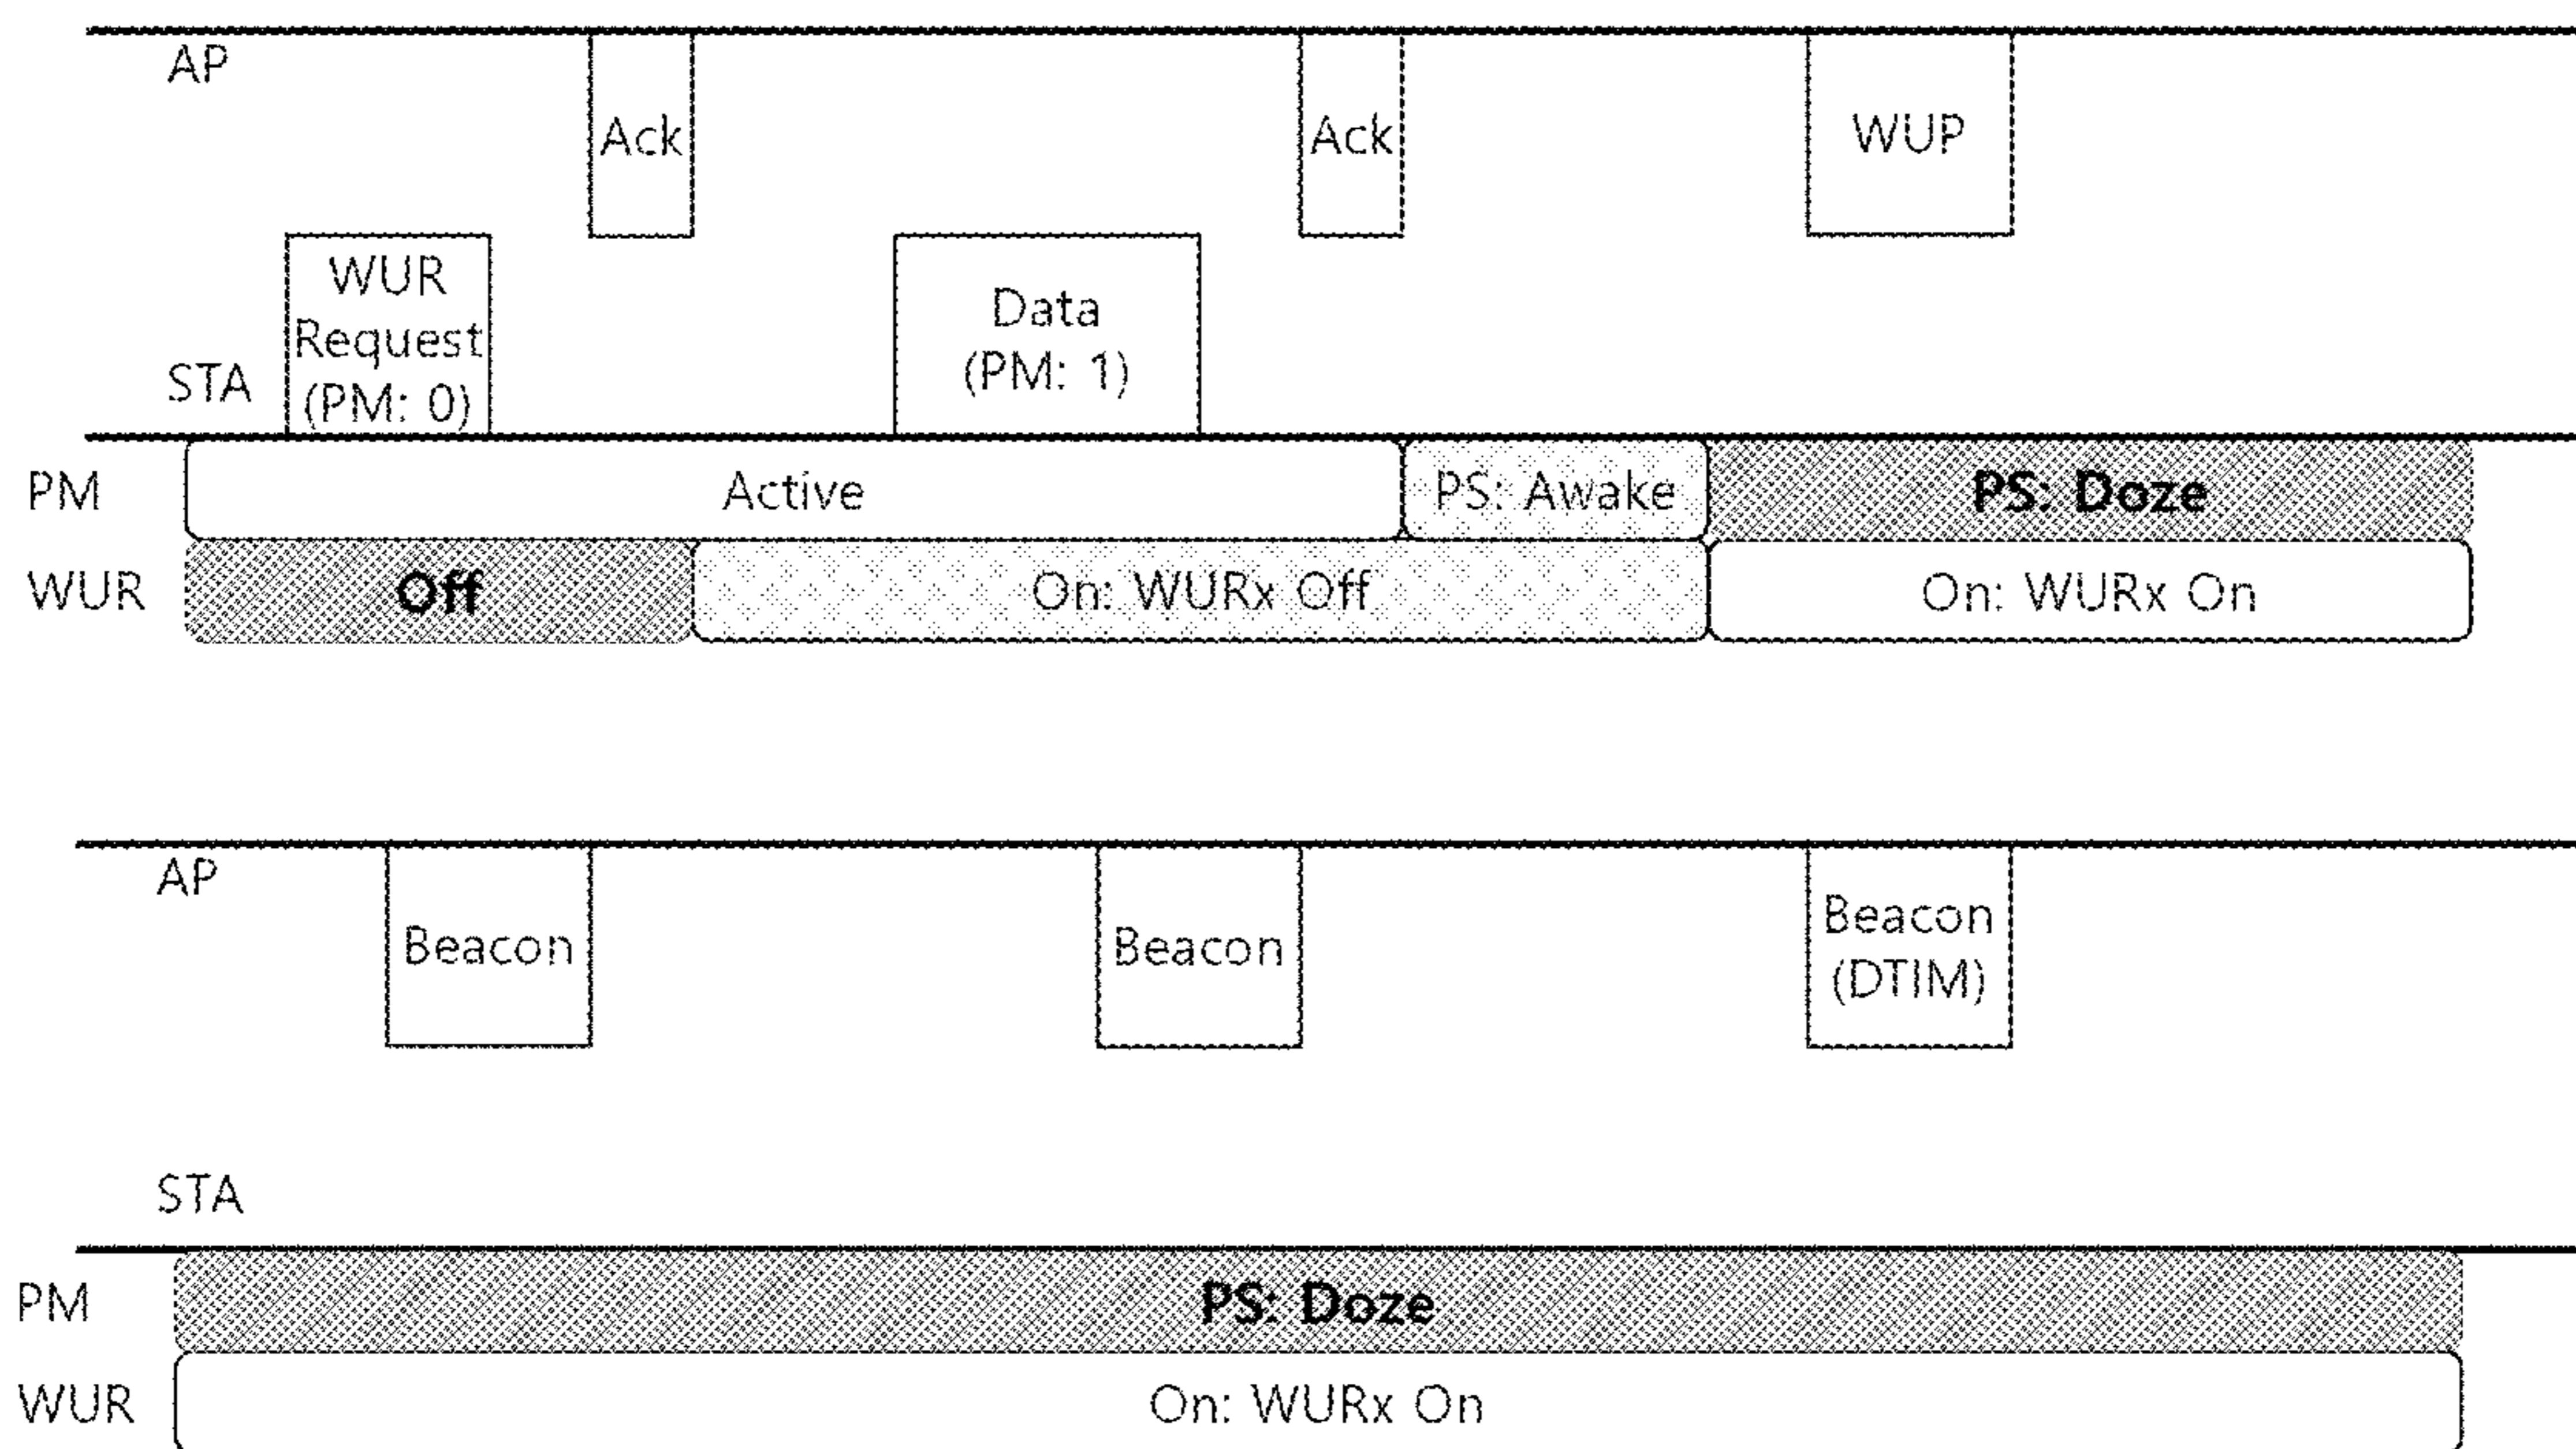 AP
Ack
Ack
WUP
WUR
Request
(PM: 0)
Data
(PM: 1)
STA
PM
Active
PS: Awake
PS: Doze
WUR
Off
On: WURx Off
On: WURx On
AP
Beacon
Beacon
Beacon
(DTIM)
STA
PM
PS: Doze
WUR
On: WURx On